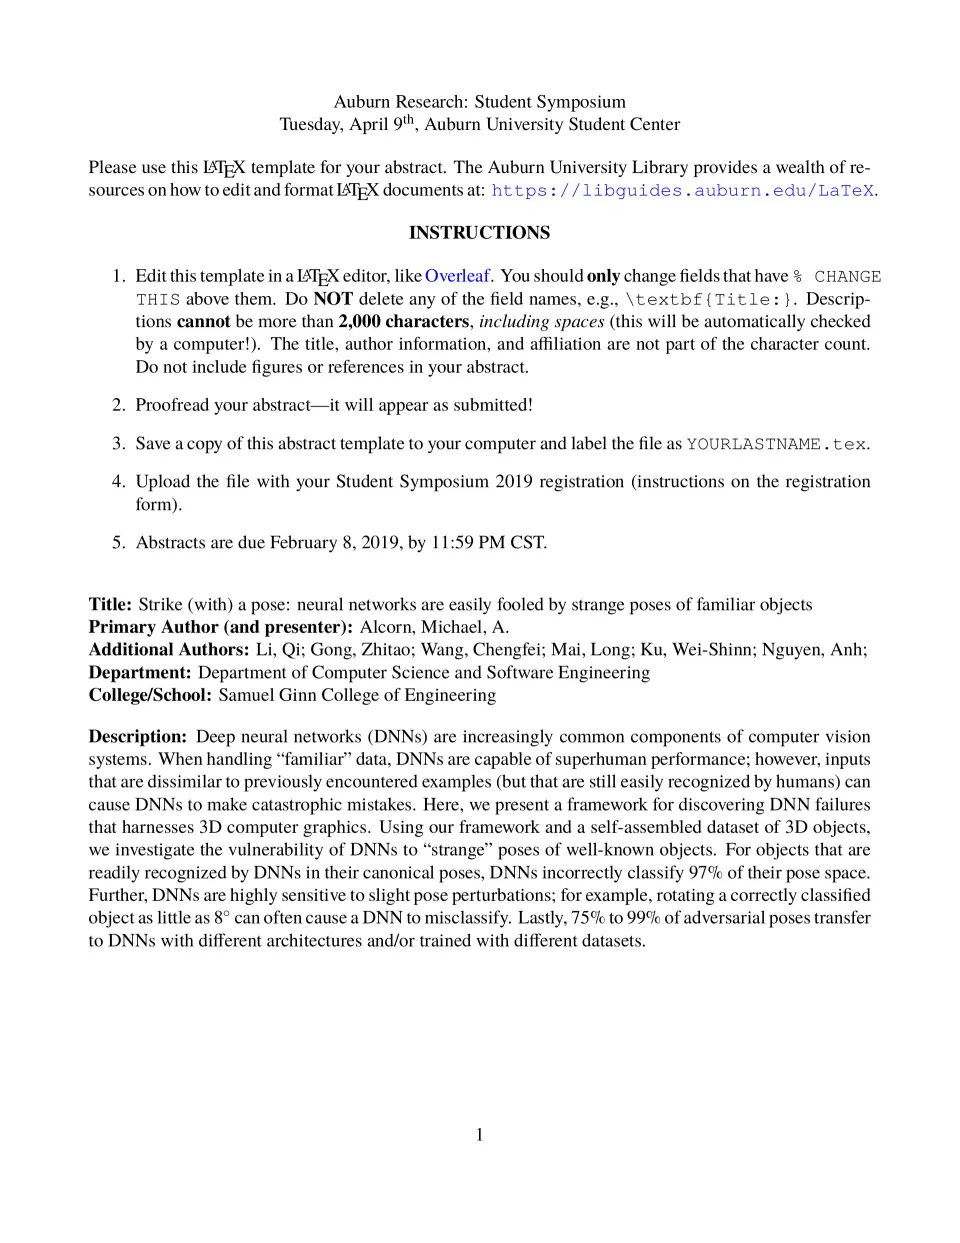 Auburn Research: Student Symposium
Tuesday, April 9th, Auburn University Student Center
Please use this LATEX template for your abstract. The Auburn University Library provides a wealth of re-
sources on how to edit and format LATEX documents at: https://libguides.auburn.edu/LaTeX.
INSTRUCTIONS
1. Edit this template in a LATEX editor, like Overleaf. You should only change fields that have % CHANGE
THIS above them. Do NOT delete any of the field names, e.g., \textbf{Title:}. Descrip-
tions cannot be more than 2,000 characters, including spaces (this will be automatically checked
by a computer!). The title, author information, and affiliation are not part of the character count.
Do not include figures or references in your abstract.
2. Proofread your abstract—it will appear as submitted!
3. Save a copy of this abstract template to your computer and label the file as YOURLASTNAME.tex.
4. Upload the file with your Student Symposium 2019 registration (instructions on the registration
form).
5. Abstracts are due February 8, 2019, by 11:59 PM CST.
Title: Strike (with) a pose: neural networks are easily fooled by strange poses of familiar objects
Primary Author (and presenter): Alcorn, Michael, A.
Additional Authors: Li, Qi; Gong, Zhitao; Wang, Chengfei; Mai, Long; Ku, Wei-Shinn; Nguyen, Anh;
Department: Department of Computer Science and Software Engineering
College/School: Samuel Ginn College of Engineering
Description: Deep neural networks (DNNs) are increasingly common components of computer vision
systems. When handling “familiar” data, DNNs are capable of superhuman performance; however, inputs
that are dissimilar to previously encountered examples (but that are still easily recognized by humans) can
cause DNNs to make catastrophic mistakes. Here, we present a framework for discovering DNN failures
that harnesses 3D computer graphics. Using our framework and a self-assembled dataset of 3D objects,
we investigate the vulnerability of DNNs to “strange” poses of well-known objects. For objects that are
readily recognized by DNNs in their canonical poses, DNNs incorrectly classify 97% of their pose space.
Further, DNNs are highly sensitive to slight pose perturbations; for example, rotating a correctly classified
object as little as 8° can often cause a DNN to misclassify. Lastly, 75% to 99% of adversarial poses transfer
to DNNs with different architectures and/or trained with different datasets.
1